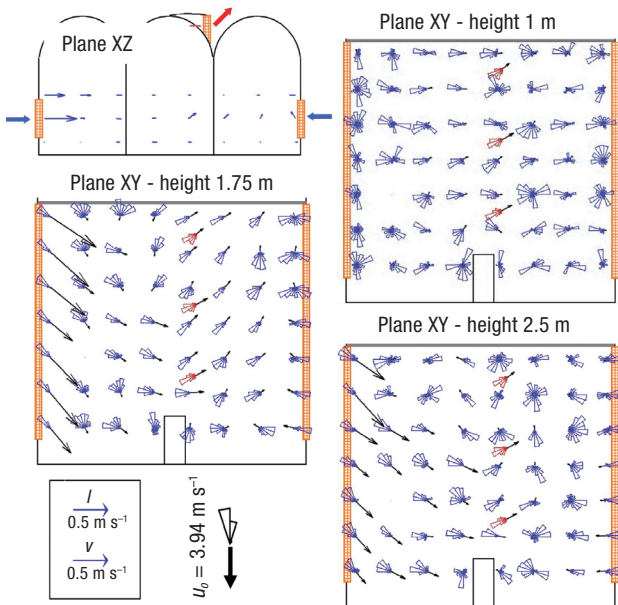 Plane XZ
Plane XY - height 1 m
Plane XY - height 1.75 m
Plane XY - height 2.5 m
l
0.5 m s⁻¹
v
0.5 m s⁻¹
u₀ = 3.94 m s⁻¹